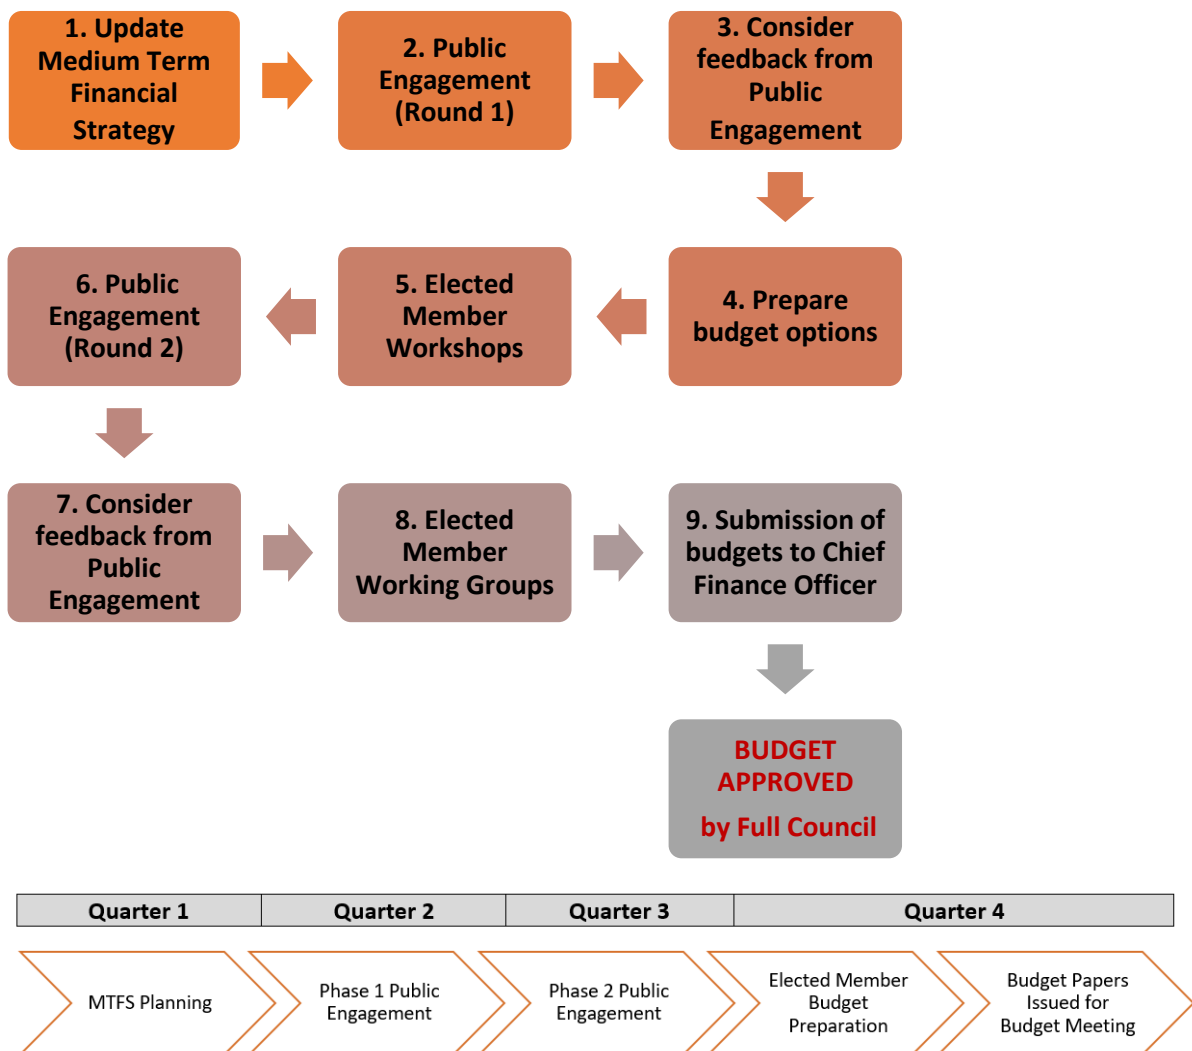 1. Update
Medium Term
Financial
Strategy
2. Public
Engagement
(Round 1)
3. Consider
feedback from
Public
Engagement
6. Public
Engagement
(Round 2)
5. Elected
Member
Workshops
4. Prepare
budget options
7. Consider
feedback from
Public
Engagement
8. Elected
Member
Working Groups
9. Submission of
budgets to Chief
Finance Officer
BUDGET
APPROVED
by Full Council
Quarter 1
Quarter 2
Quarter 3
Quarter 4
MTFS Planning
Phase 1 Public
Engagement
Phase 2 Public
Engagement
Elected Member
Budget
Preparation
Budget Papers
Issued for
Budget Meeting